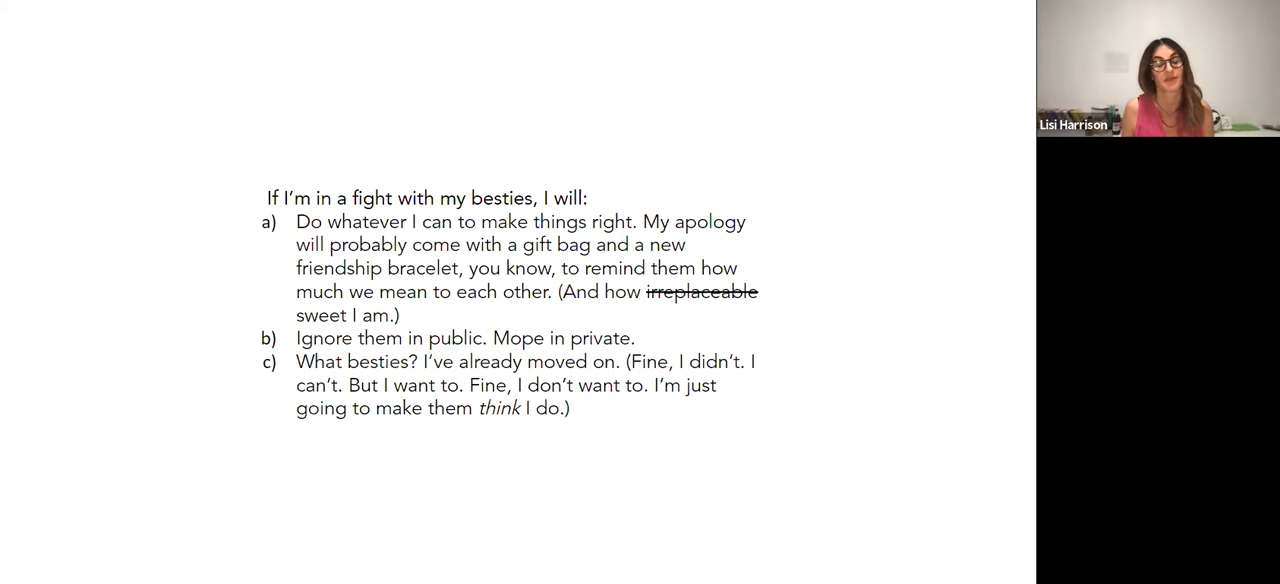 If I'm in a fight with my besties, I will:
a) Do whatever I can to make things right. My apology
will probably come with a gift bag and a new
friendship bracelet, you know, to remind them how
much we mean to each other. (And how irreplaceable
sweet I am.)
b) Ignore them in public. Mope in private.
c) What besties? I've already moved on. (Fine, I didn't. I
can't. But I want to. Fine, I don't want to. I'm just
going to make them think I do.)
Lisi Harrison